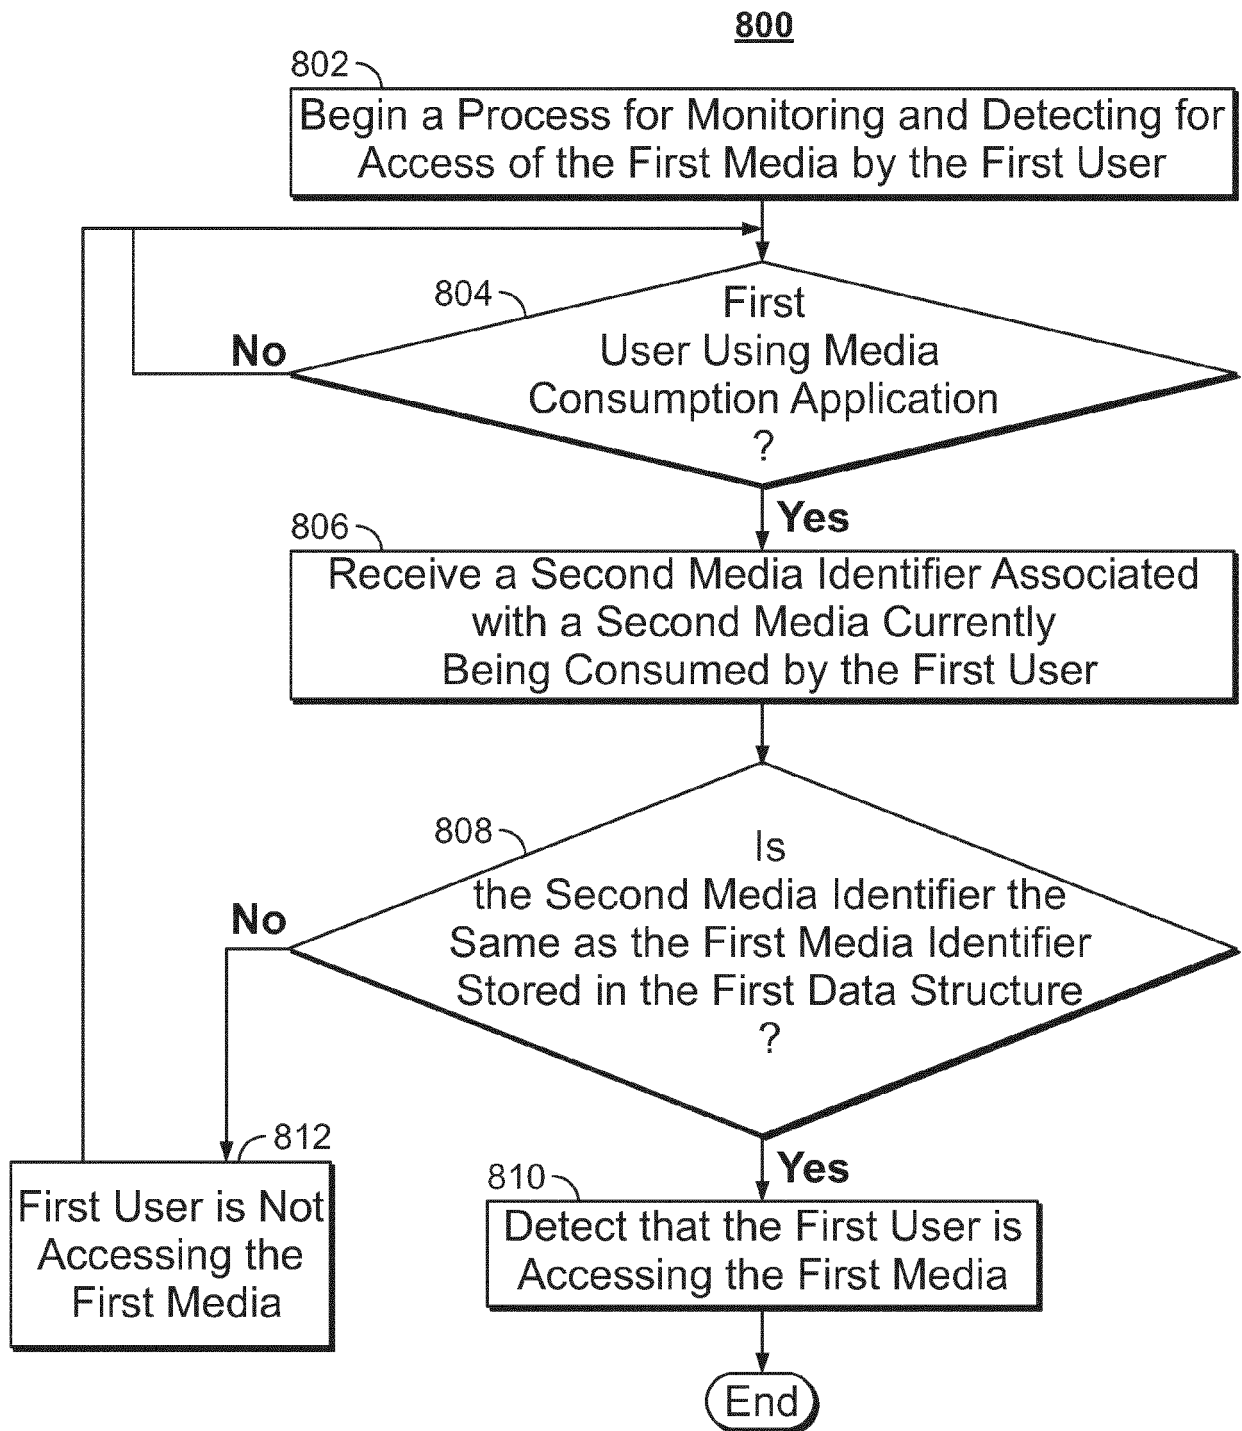 800
802
Begin a Process for Monitoring and Detecting for
Access of the First Media by the First User
804
First
User Using Media
Consumption Application
?
No
Yes
806
Receive a Second Media Identifier Associated
with a Second Media Currently
Being Consumed by the First User
808
Is
the Second Media Identifier the
Same as the First Media Identifier
Stored in the First Data Structure
?
No
Yes
812
First User is Not
Accessing the
First Media
810
Detect that the First User is
Accessing the First Media
End